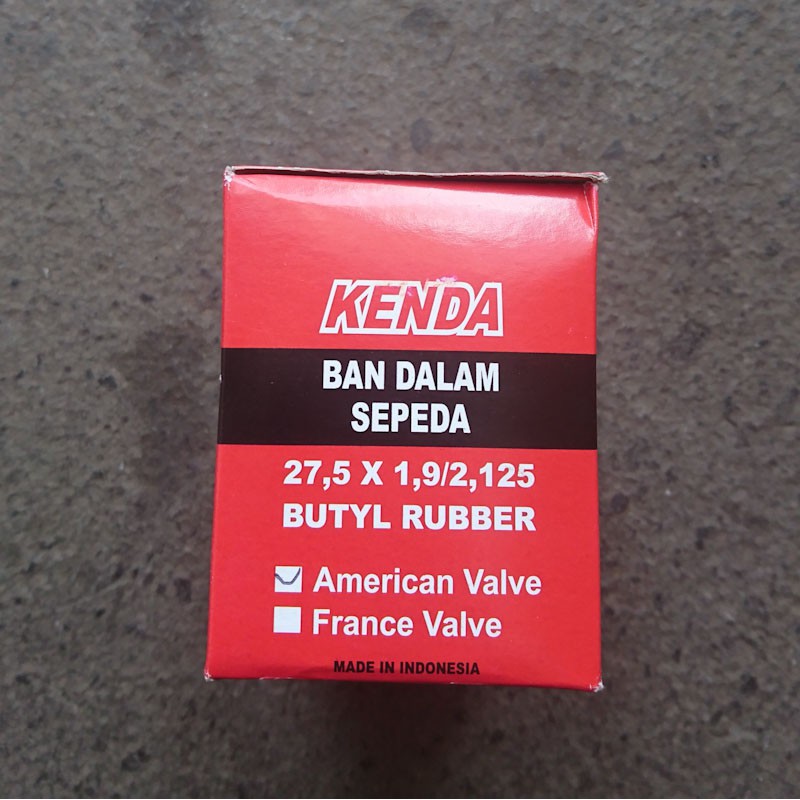 KENDA
BAN DALAM
SEPEDA
27,5 X 1,9/2,125
BUTYL RUBBER
American Valve
France Valve
MADE IN INDONESIA